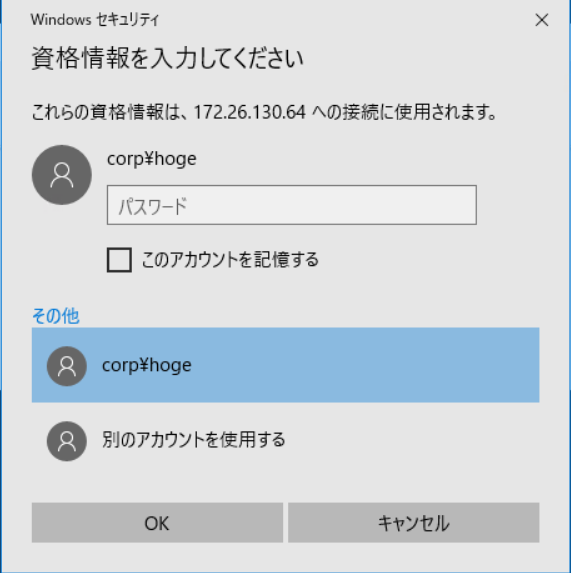 Windows セキュリティ
資格情報を入力してください
これらの資格情報は、172.26.130.64 への接続に使用されます。
corp¥hoge
パスワード
このアカウントを記憶する
その他
corp¥hoge
別のアカウントを使用する
OK
キャンセル